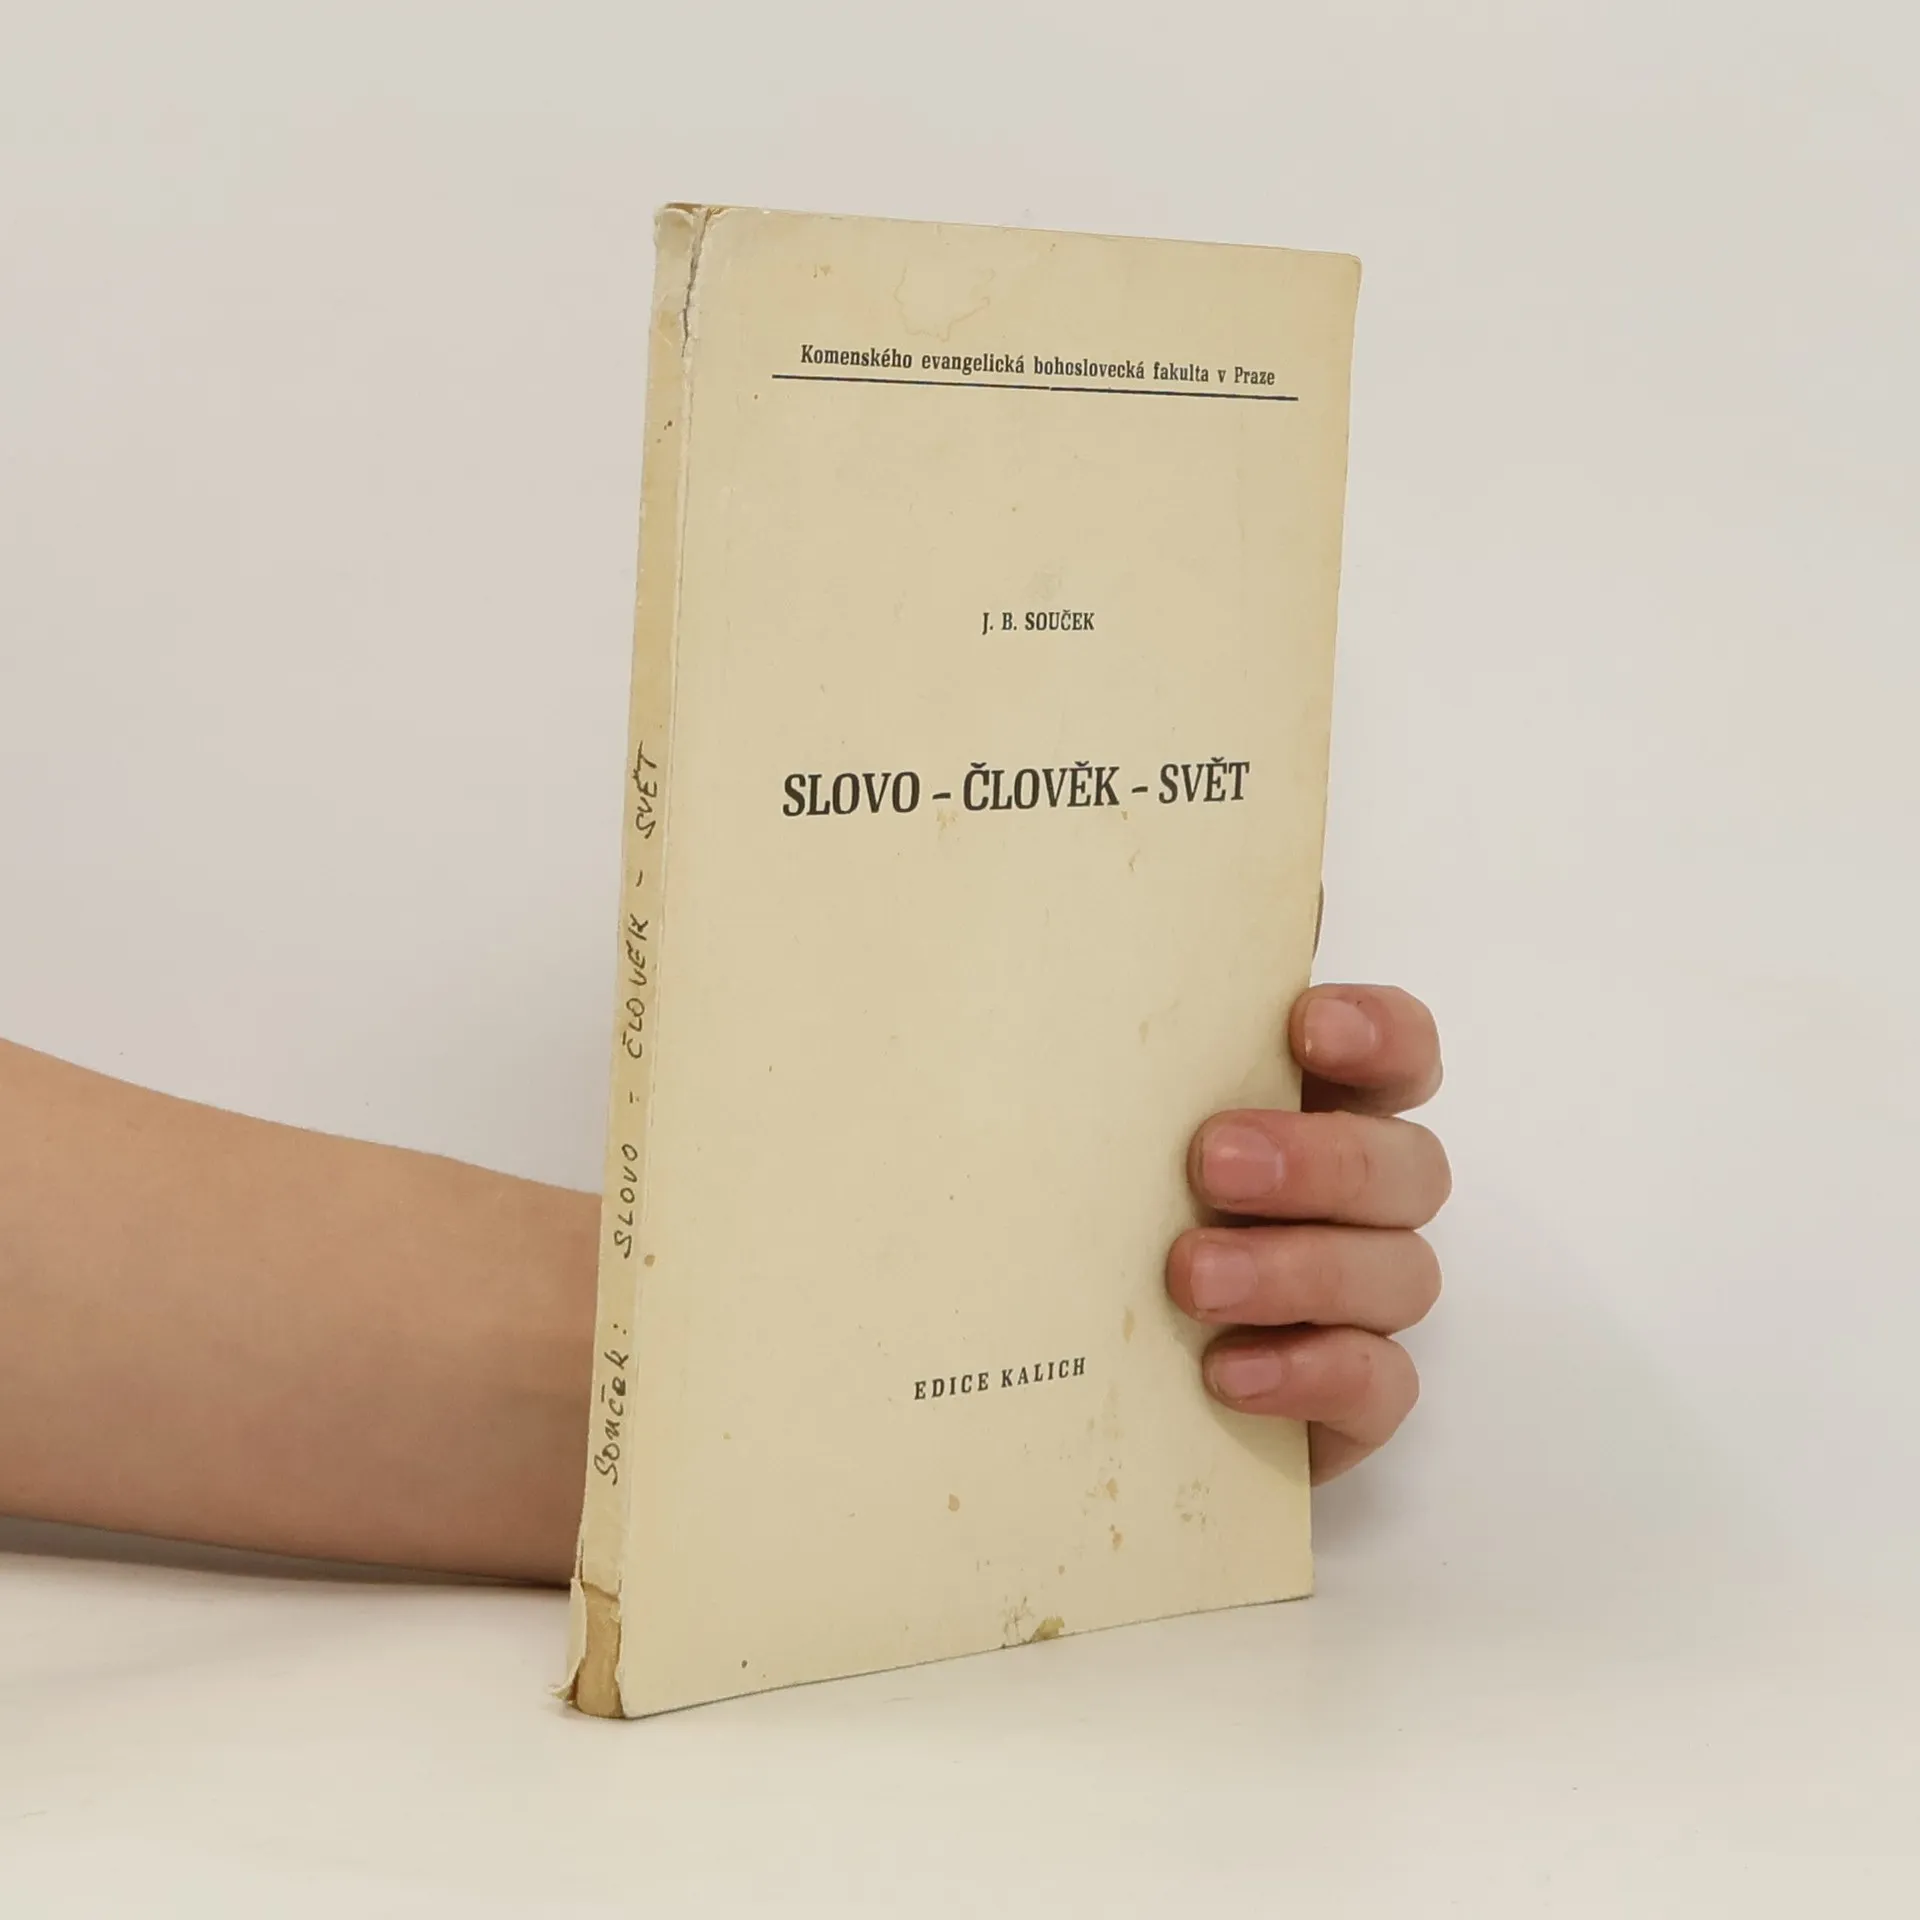 Komenského evangelická bohoslovecká fakulta v Praze
J. B. SOUČEK
SLOVO - ČLOVĚK - SVĚT
EDICE KALICH
Souček: SLOVO - ČLOVĚK - SVĚT